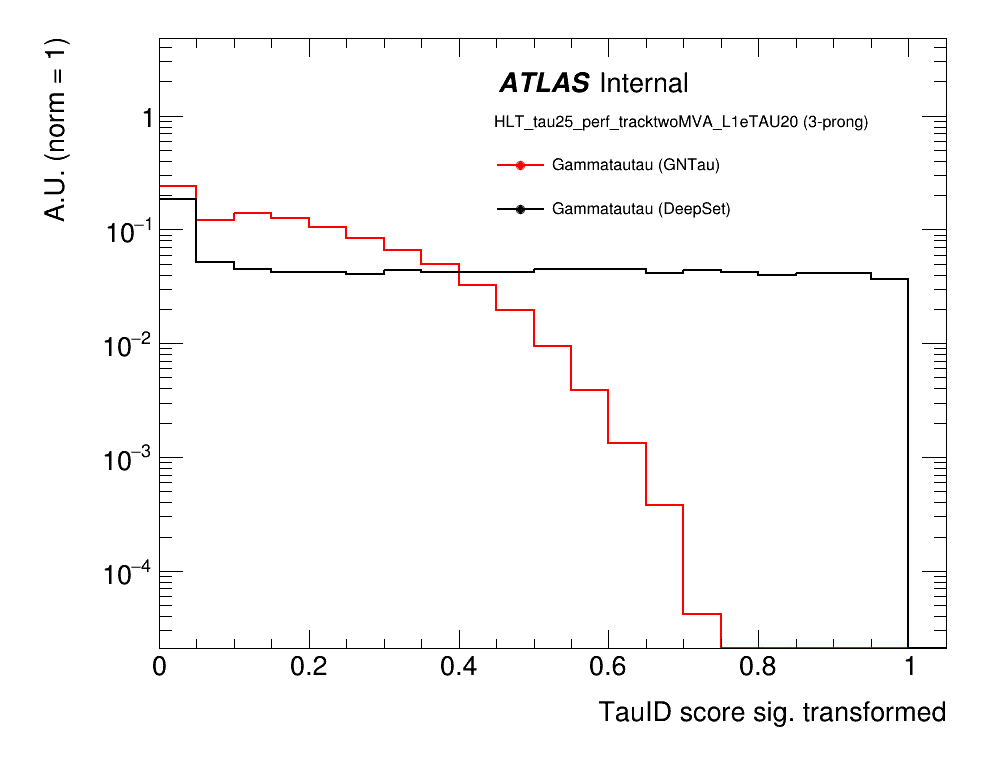 A.U. (norm = 1)
ATLAS Internal
HLT_tau25_perf_tracktwoMVA_L1eTAU20 (3-prong)
Gammatautau (GNTau)
Gammatautau (DeepSet)
1
10⁻¹
10⁻²
10⁻³
10⁻⁴
0 0.2 0.4 0.6 0.8 1
TauID score sig. transformed